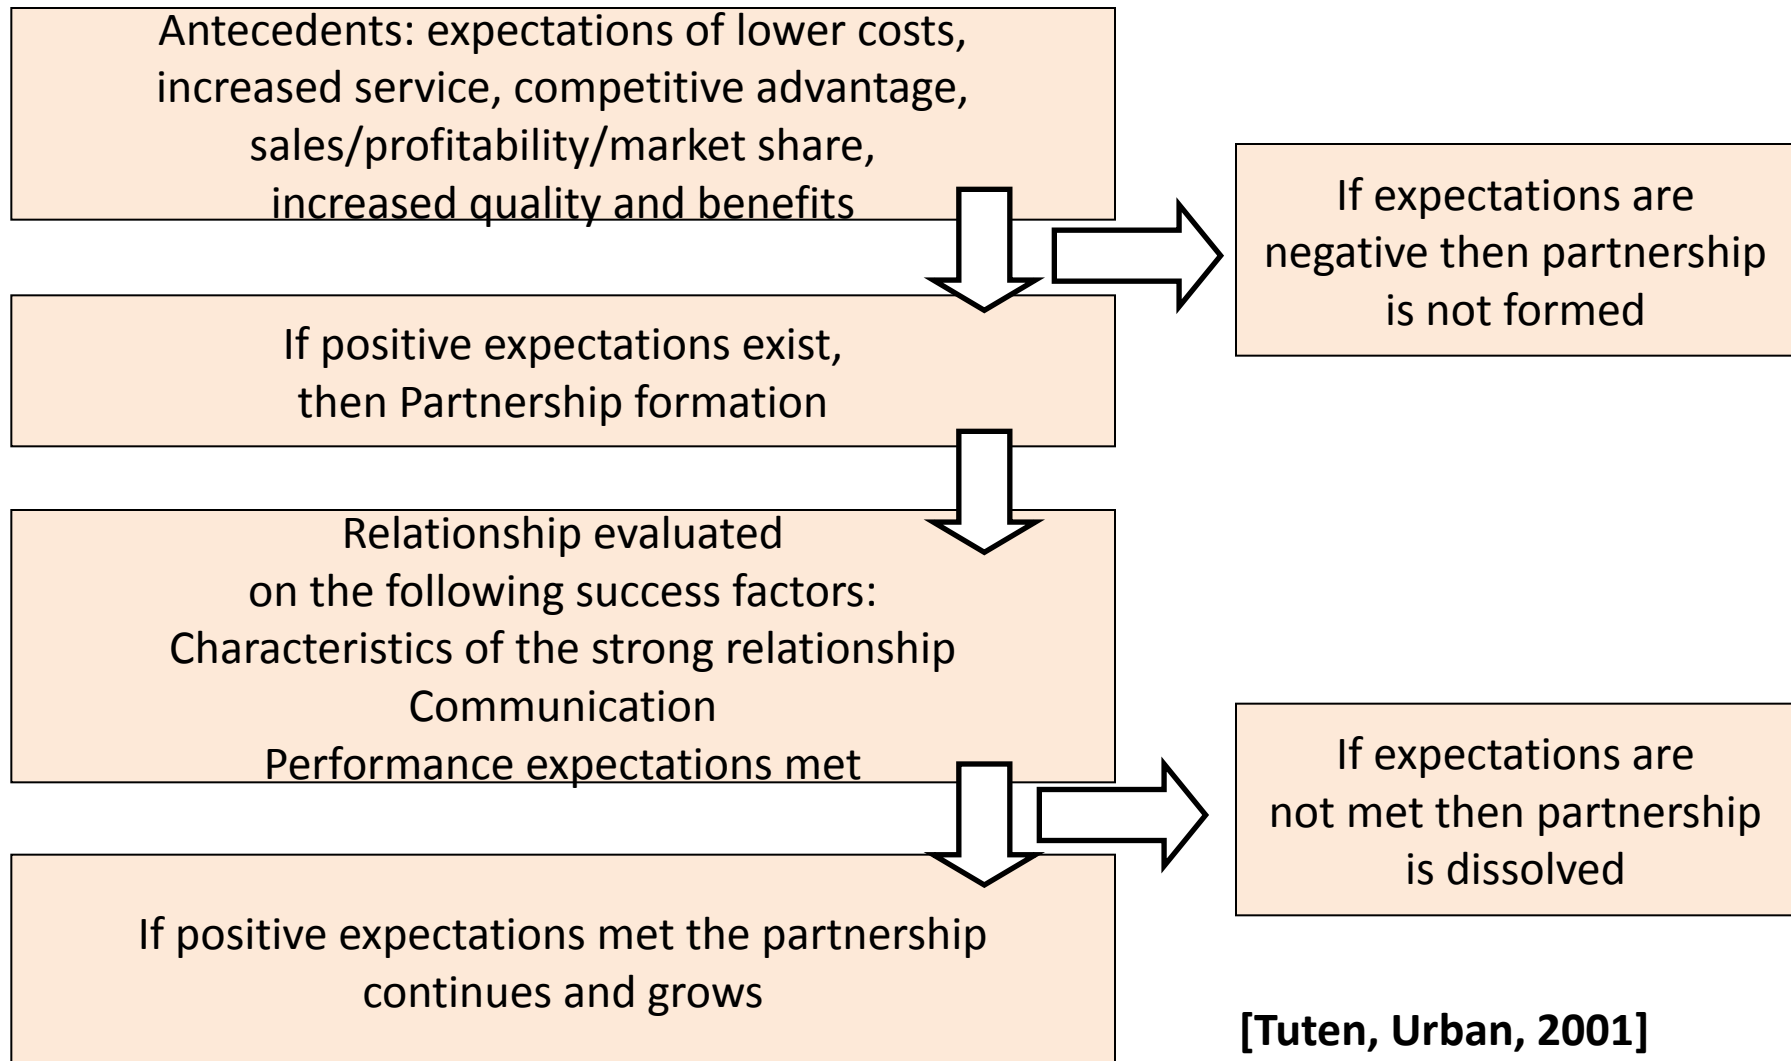 Antecedents: expectations of lower costs,
increased service, competitive advantage,
sales/profitability/market share,
increased quality and benefits
If expectations are
negative then partnership
is not formed
If positive expectations exist,
then Partnership formation
Relationship evaluated
on the following success factors:
Characteristics of the strong relationship
Communication
Performance expectations met
If expectations are
not met then partnership
is dissolved
If positive expectations met the partnership
continues and grows
[Tuten, Urban, 2001]